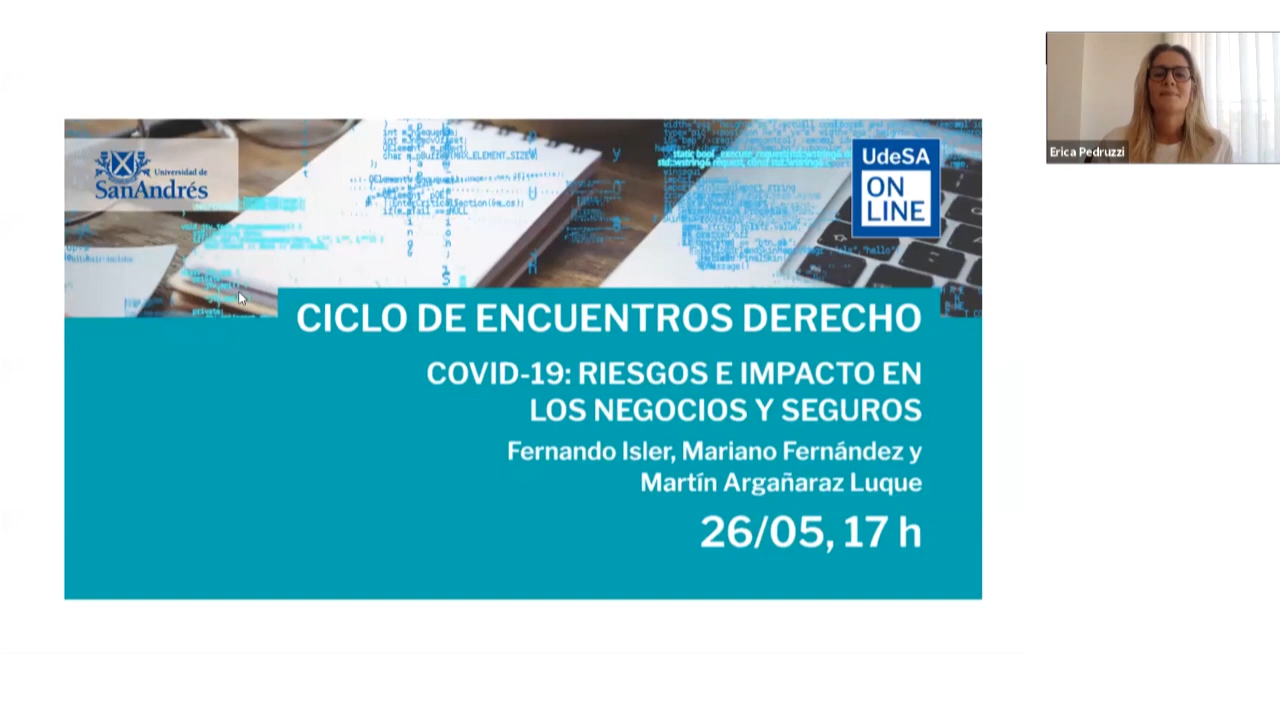 Universidad de
SanAndrés
UdeSA
ON
LINE
CICLO DE ENCUENTROS DERECHO
COVID-19: RIESGOS E IMPACTO EN
LOS NEGOCIOS Y SEGUROS
Fernando Isler, Mariano Fernández y
Martín Argañaraz Luque
26/05, 17 h
Erica Pedruzzi